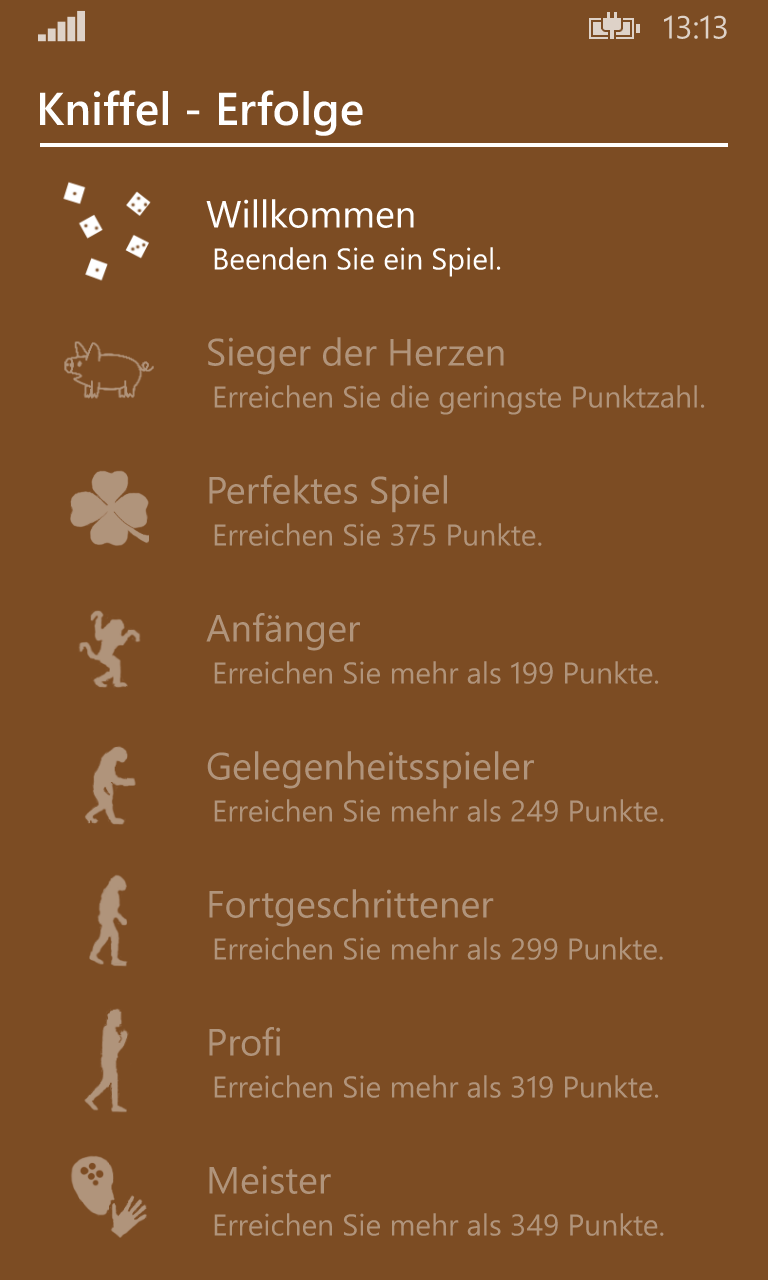 13:13
Kniffel - Erfolge
Willkommen
Beenden Sie ein Spiel.
Sieger der Herzen
Erreichen Sie die geringste Punktzahl.
Perfektes Spiel
Erreichen Sie 375 Punkte.
Anfänger
Erreichen Sie mehr als 199 Punkte.
Gelegenheitsspieler
Erreichen Sie mehr als 249 Punkte.
Fortgeschrittener
Erreichen Sie mehr als 299 Punkte.
Profi
Erreichen Sie mehr als 319 Punkte.
Meister
Erreichen Sie mehr als 349 Punkte.